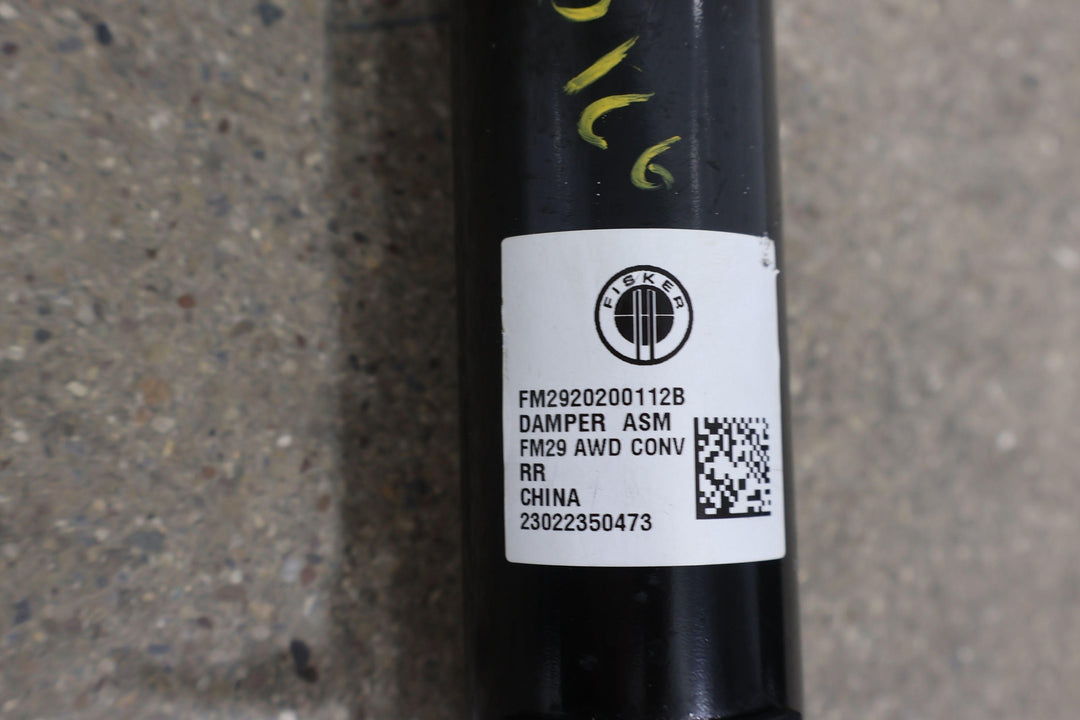 FISKER
FM2920200112B
DAMPER ASM
FM29 AWD CONV
RR
CHINA
23022350473